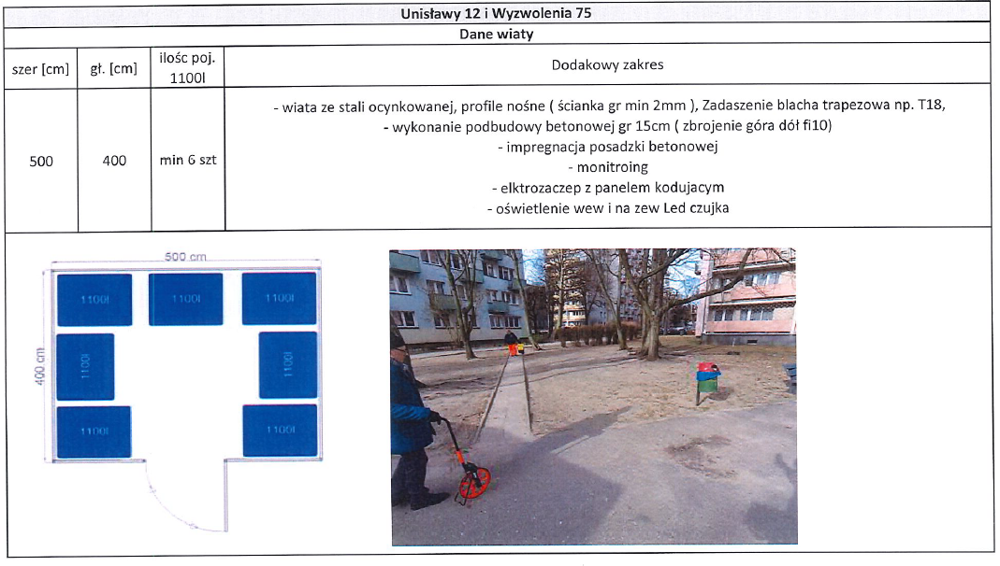 Unisławy 12 i Wyzwolenia 75
Dane wiaty
szer [cm]
gł. [cm]
ilośc poj.
1100l
Dodakowy zakres
500
400
min 6 szt
- wiata ze stali ocynkowanej, profile nośne ( ścianka gr min 2mm ), Zadaszenie blacha trapezowa np. T18,
- wykonanie podbudowy betonowej gr 15cm ( zbrojenie góra dół fi10)
- impregnacja posadzki betonowej
- monitroing
- elktrozaczep z panelem kodujacym
- oświetlenie wew i na zew Led czujka
500 cm
1100l
1100l
1100l
400 cm
1100l
1100l
1100l
1100l